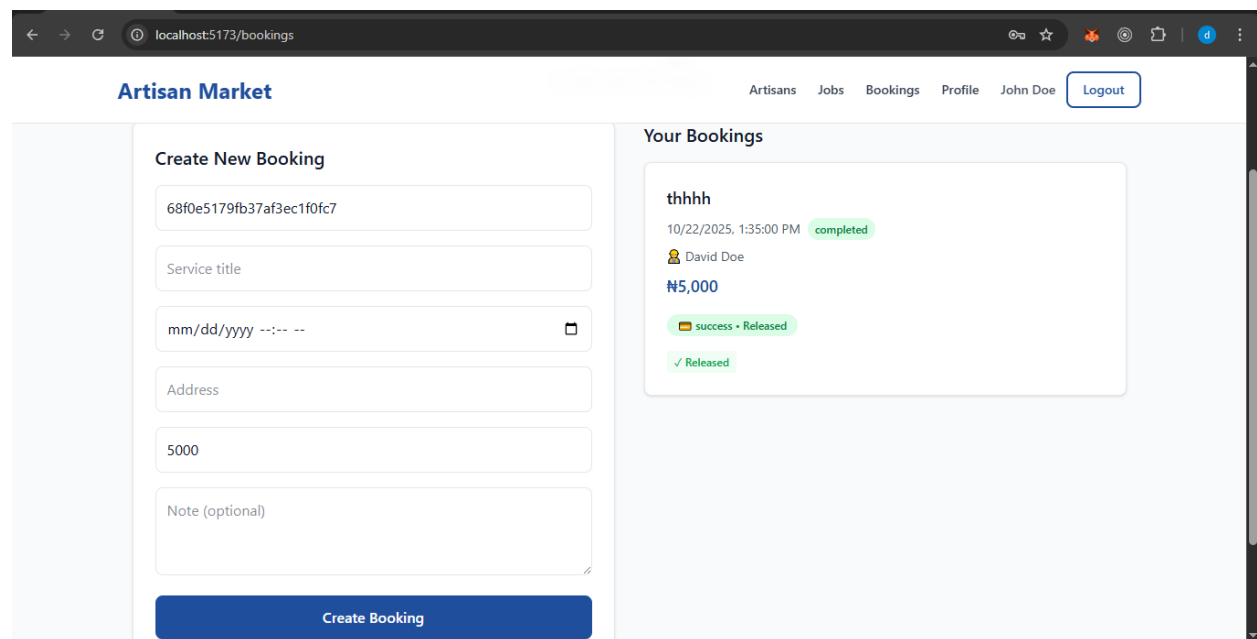 localhost:5173/bookings
d
Artisan Market
Artisans Jobs Bookings Profile John Doe Logout
Create New Booking
68f0e5179fb37af3ec1f0fc7
Service title
mm/dd/yyyy --:-- --
Address
5000
Note (optional)
Create Booking
Your Bookings
thhhh
10/22/2025, 1:35:00 PM completed
David Doe
₦5,000
success • Released
✓ Released